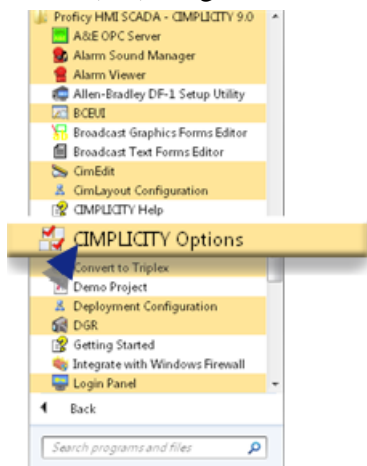 Proficy HMI SCADA - CIMPLICITY 9.0
A&E OPC Server
Alarm Sound Manager
Alarm Viewer
Allen-Bradley DF-1 Setup Utility
BCEUI
Broadcast Graphics Forms Editor
Broadcast Text Forms Editor
CimEdit
CimLayout Configuration
CIMPLICITY Help
CIMPLICITY Options
Convert to Triplex
Demo Project
Deployment Configuration
DGR
Getting Started
Integrate with Windows Firewall
Login Panel
Back
Search programs and files